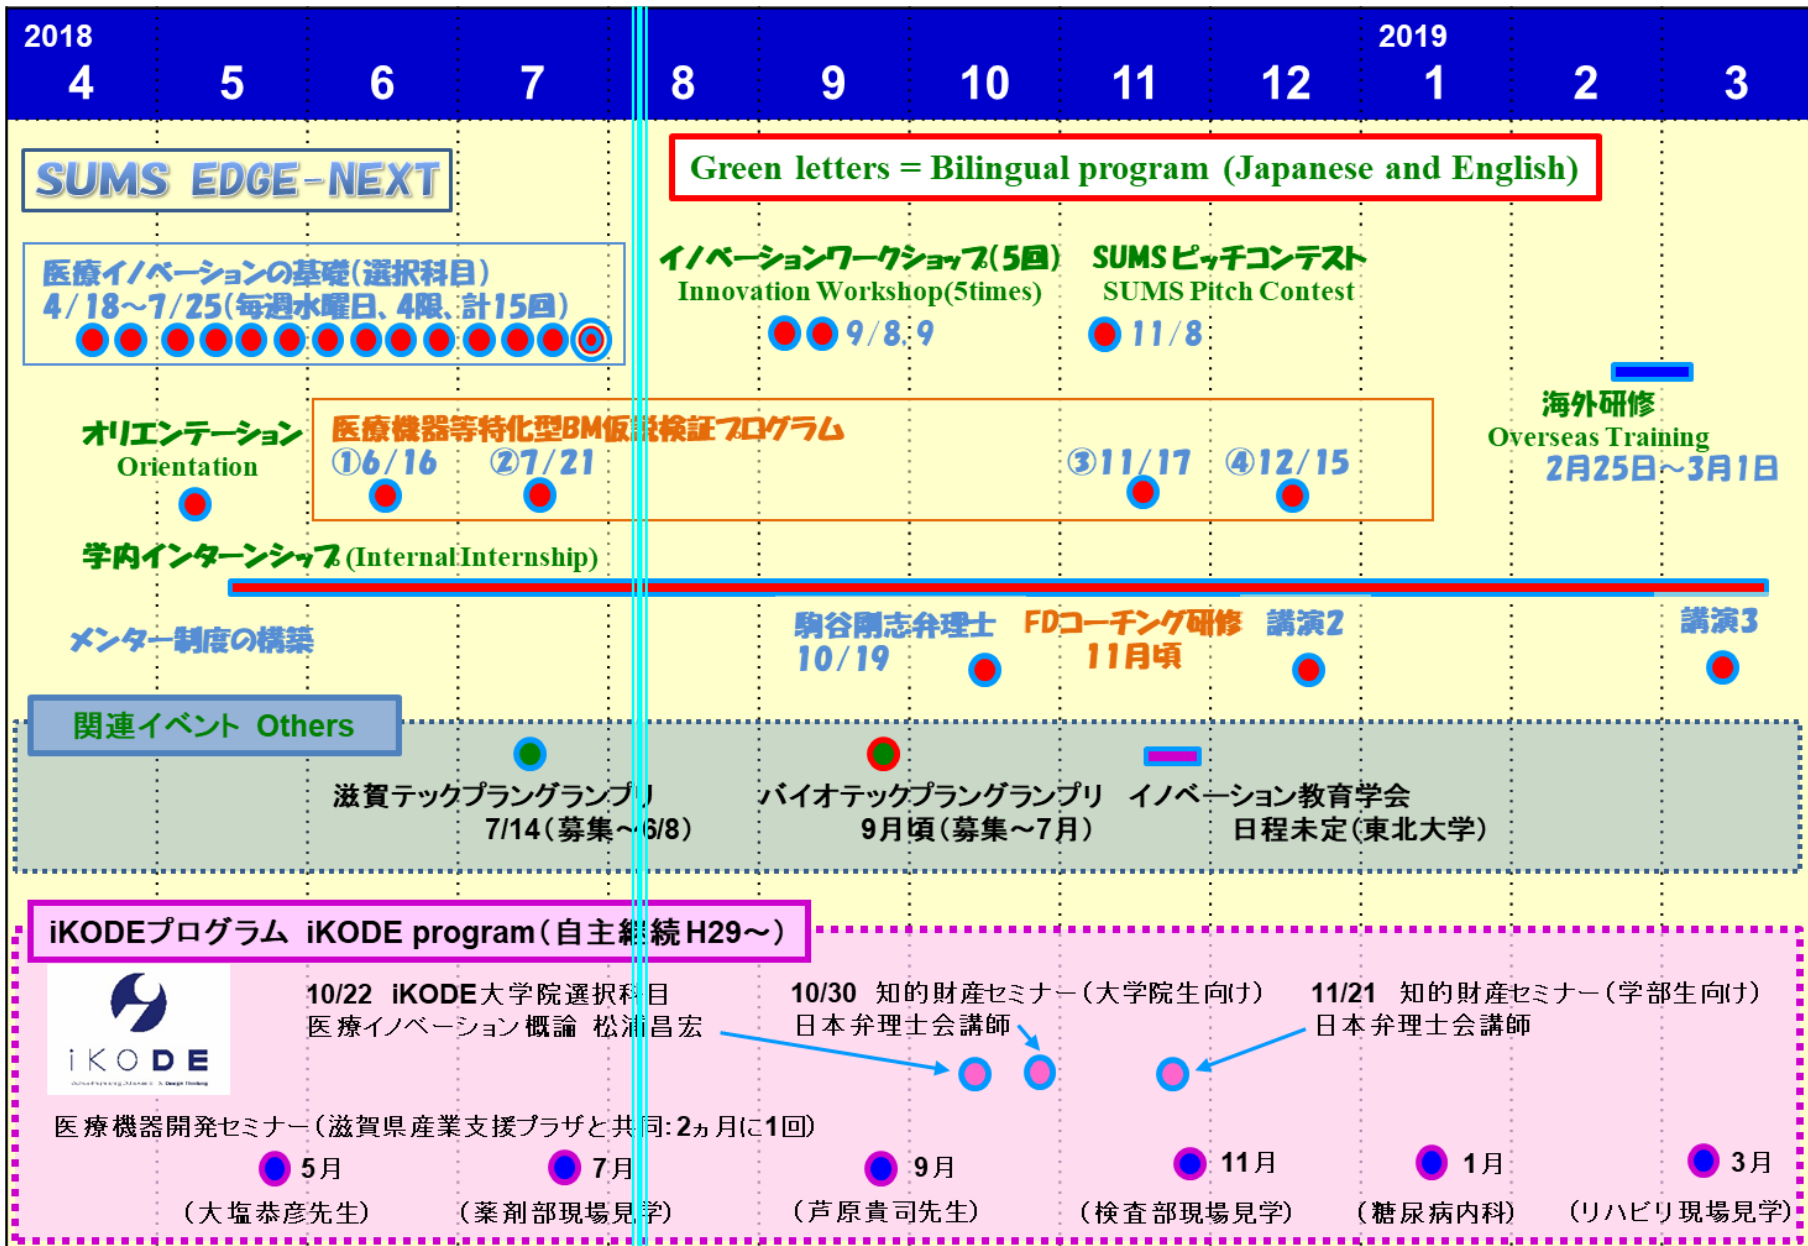 2018
2019
4 5 6 7 8 9 10 11 12 1 2 3
SUMS EDGE-NEXT
Green letters = Bilingual program (Japanese and English)
医療イノベーションの基礎(選択科目)
4/18～7/25(毎週水曜日、4限、計15回)
イノベーションワークショップ(5回)
Innovation Workshop(5times)
9/8, 9
SUMSピッチコンテスト
SUMS Pitch Contest
11/8
オリエンテーション
Orientation
医療機器等特化型BM仮説検証プログラム
①6/16 ②7/21 ③11/17 ④12/15
海外研修
Overseas Training
2月25日～3月1日
学内インターンシップ(Internal Internship)
メンター制度の構築
駒谷剛志弁理士
10/19
FDコーチング研修
11月頃
講演2
講演3
関連イベント Others
滋賀テックプラングランプリ
7/14(募集～6/8)
バイオテックプラングランプリ
9月頃(募集～7月)
イノベーション教育学会
日程未定(東北大学)
iKODEプログラム iKODE program(自主継続H29～)
iKODE
10/22 iKODE大学院選択科目
医療イノベーション概論 松浦昌宏
10/30 知的財産セミナー(大学院生向け)
日本弁理士会講師
11/21 知的財産セミナー(学部生向け)
日本弁理士会講師
医療機器開発セミナー(滋賀県産業支援プラザと共同:2ヵ月に1回)
5月 7月 9月 11月 1月 3月
(大塩恭彦先生) (薬剤部現場見学) (芦原貴司先生) (検査部現場見学) (糖尿病内科) (リハビリ現場見学)